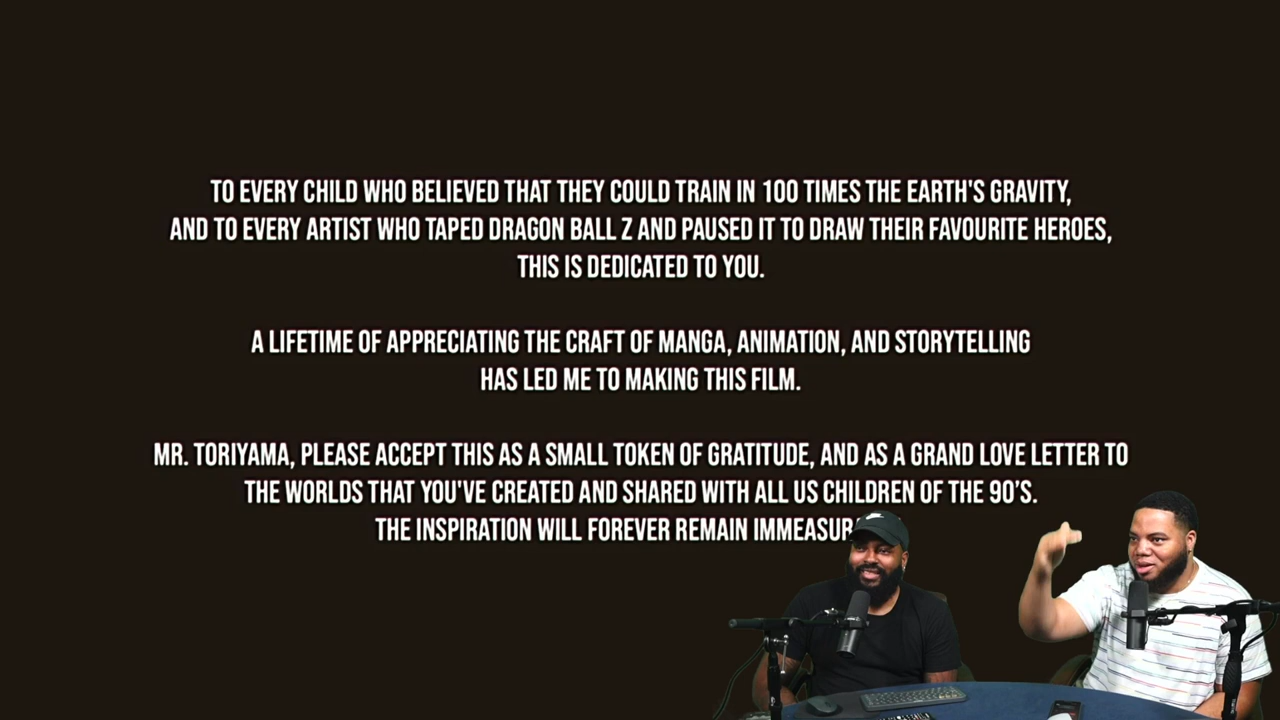 TO EVERY CHILD WHO BELIEVED THAT THEY COULD TRAIN IN 100 TIMES THE EARTH'S GRAVITY,
AND TO EVERY ARTIST WHO TAPED DRAGON BALL Z AND PAUSED IT TO DRAW THEIR FAVOURITE HEROES,
THIS IS DEDICATED TO YOU.
A LIFETIME OF APPRECIATING THE CRAFT OF MANGA, ANIMATION, AND STORYTELLING
HAS LED ME TO MAKING THIS FILM.
MR. TORIYAMA, PLEASE ACCEPT THIS AS A SMALL TOKEN OF GRATITUDE, AND AS A GRAND LOVE LETTER TO
THE WORLDS THAT YOU'VE CREATED AND SHARED WITH ALL US CHILDREN OF THE 90’S.
THE INSPIRATION WILL FOREVER REMAIN